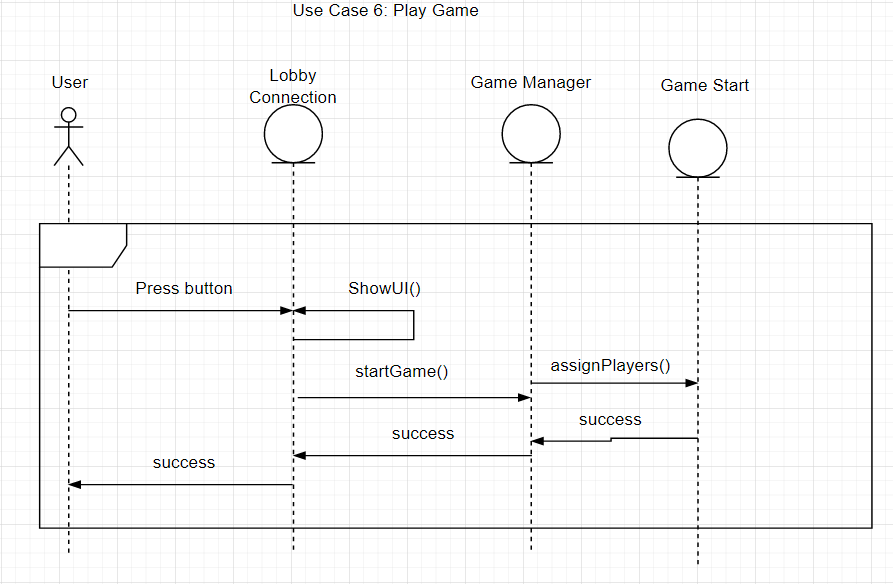 Use Case 6: Play Game
User
Lobby
Connection
Game Manager
Game Start
Press button
ShowUI()
startGame()
assignPlayers()
success
success
success